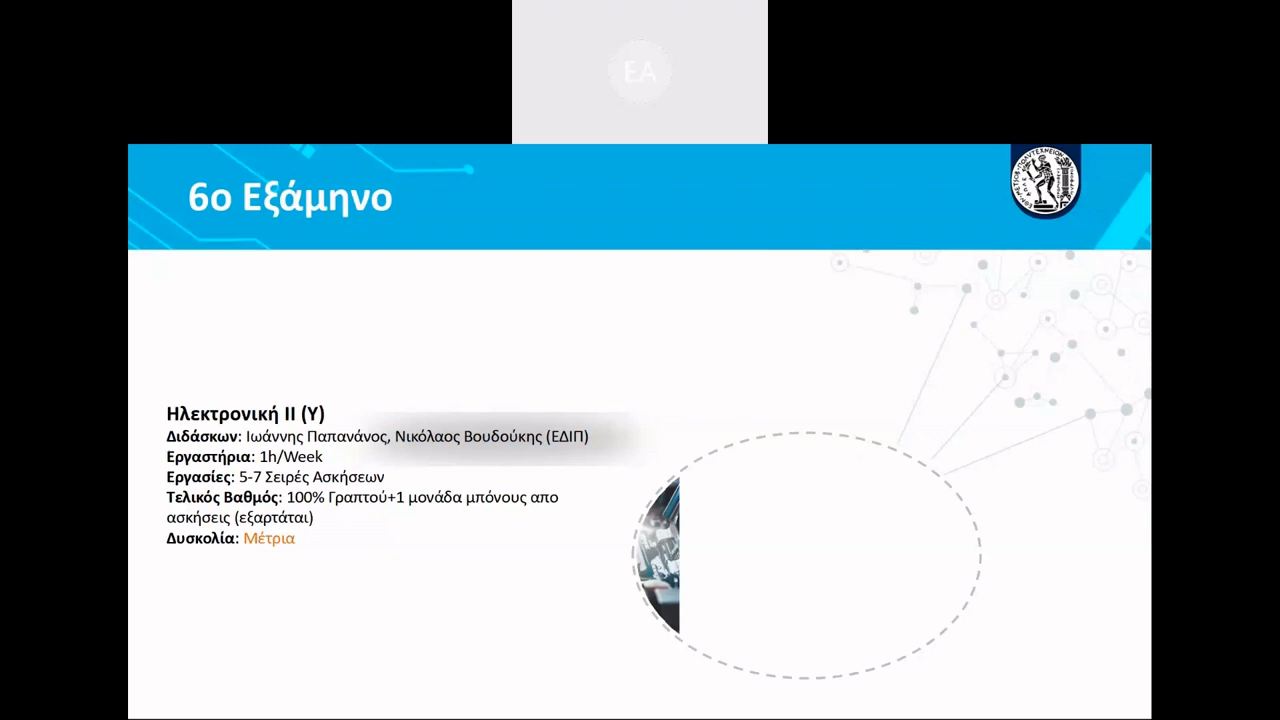 ΕΑ
6ο Εξάμηνο
Ηλεκτρονική ΙΙ (Υ)
Διδάσκων: Ιωάννης Παπανάνος, Νικόλαος Βουδούκης (ΕΔΙΠ)
Εργαστήρια: 1h/Week
Εργασίες: 5-7 Σειρές Ασκήσεων
Τελικός Βαθμός: 100% Γραπτού+1 μονάδα μπόνους απο
ασκήσεις (εξαρτάται)
Δυσκολία: Μέτρια